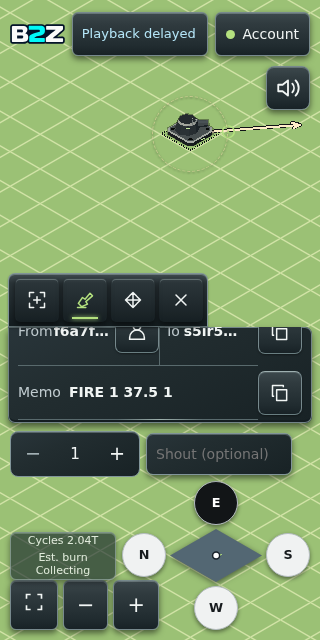 B2Z
Playback delayed
Account
From f6a7f… To s5lr5…
Memo FIRE 1 37.5 1
− 1 +
Shout (optional)
E
Cycles 2.04T
Est. burn
Collecting
N
S
W
− +